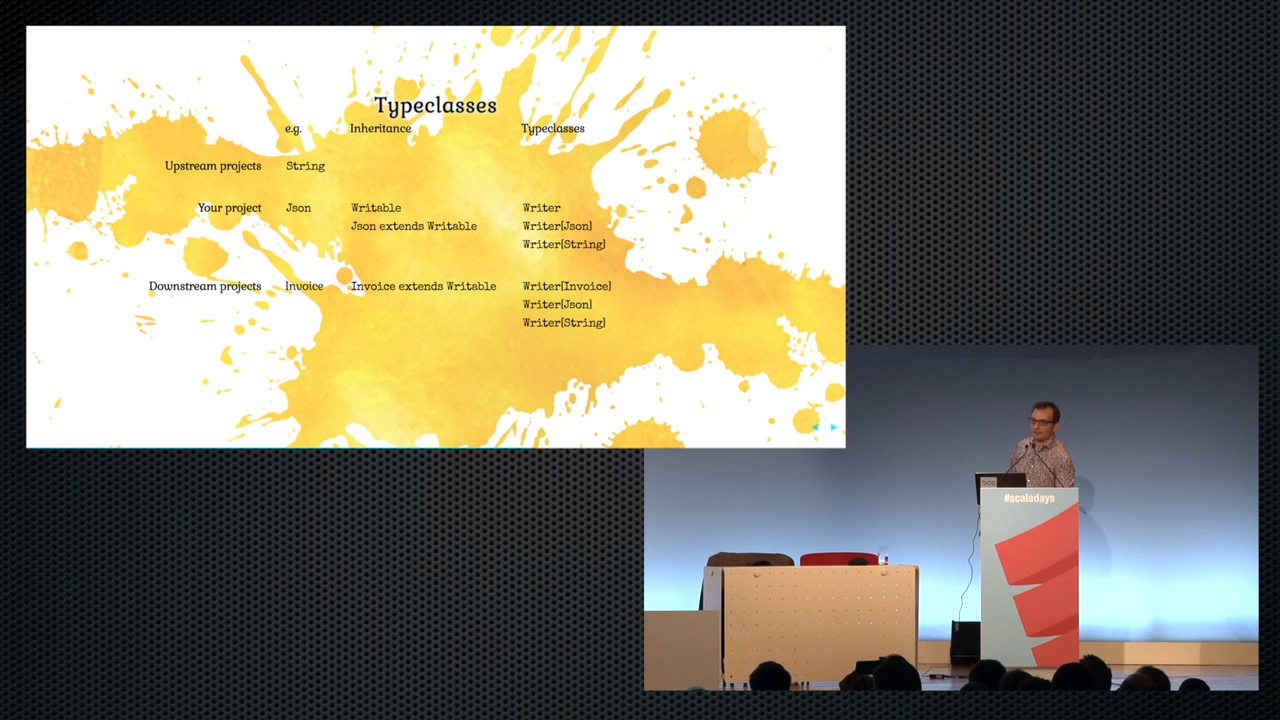 Typeclasses
e.g. Inheritance Typeclasses
Upstream projects String
Your project Json Writable Writer
Json extends Writable Writer[Json]
Writer[String]
Downstream projects Invoice Invoice extends Writable Writer[Invoice]
Writer[Json]
Writer[String]
#scaladays